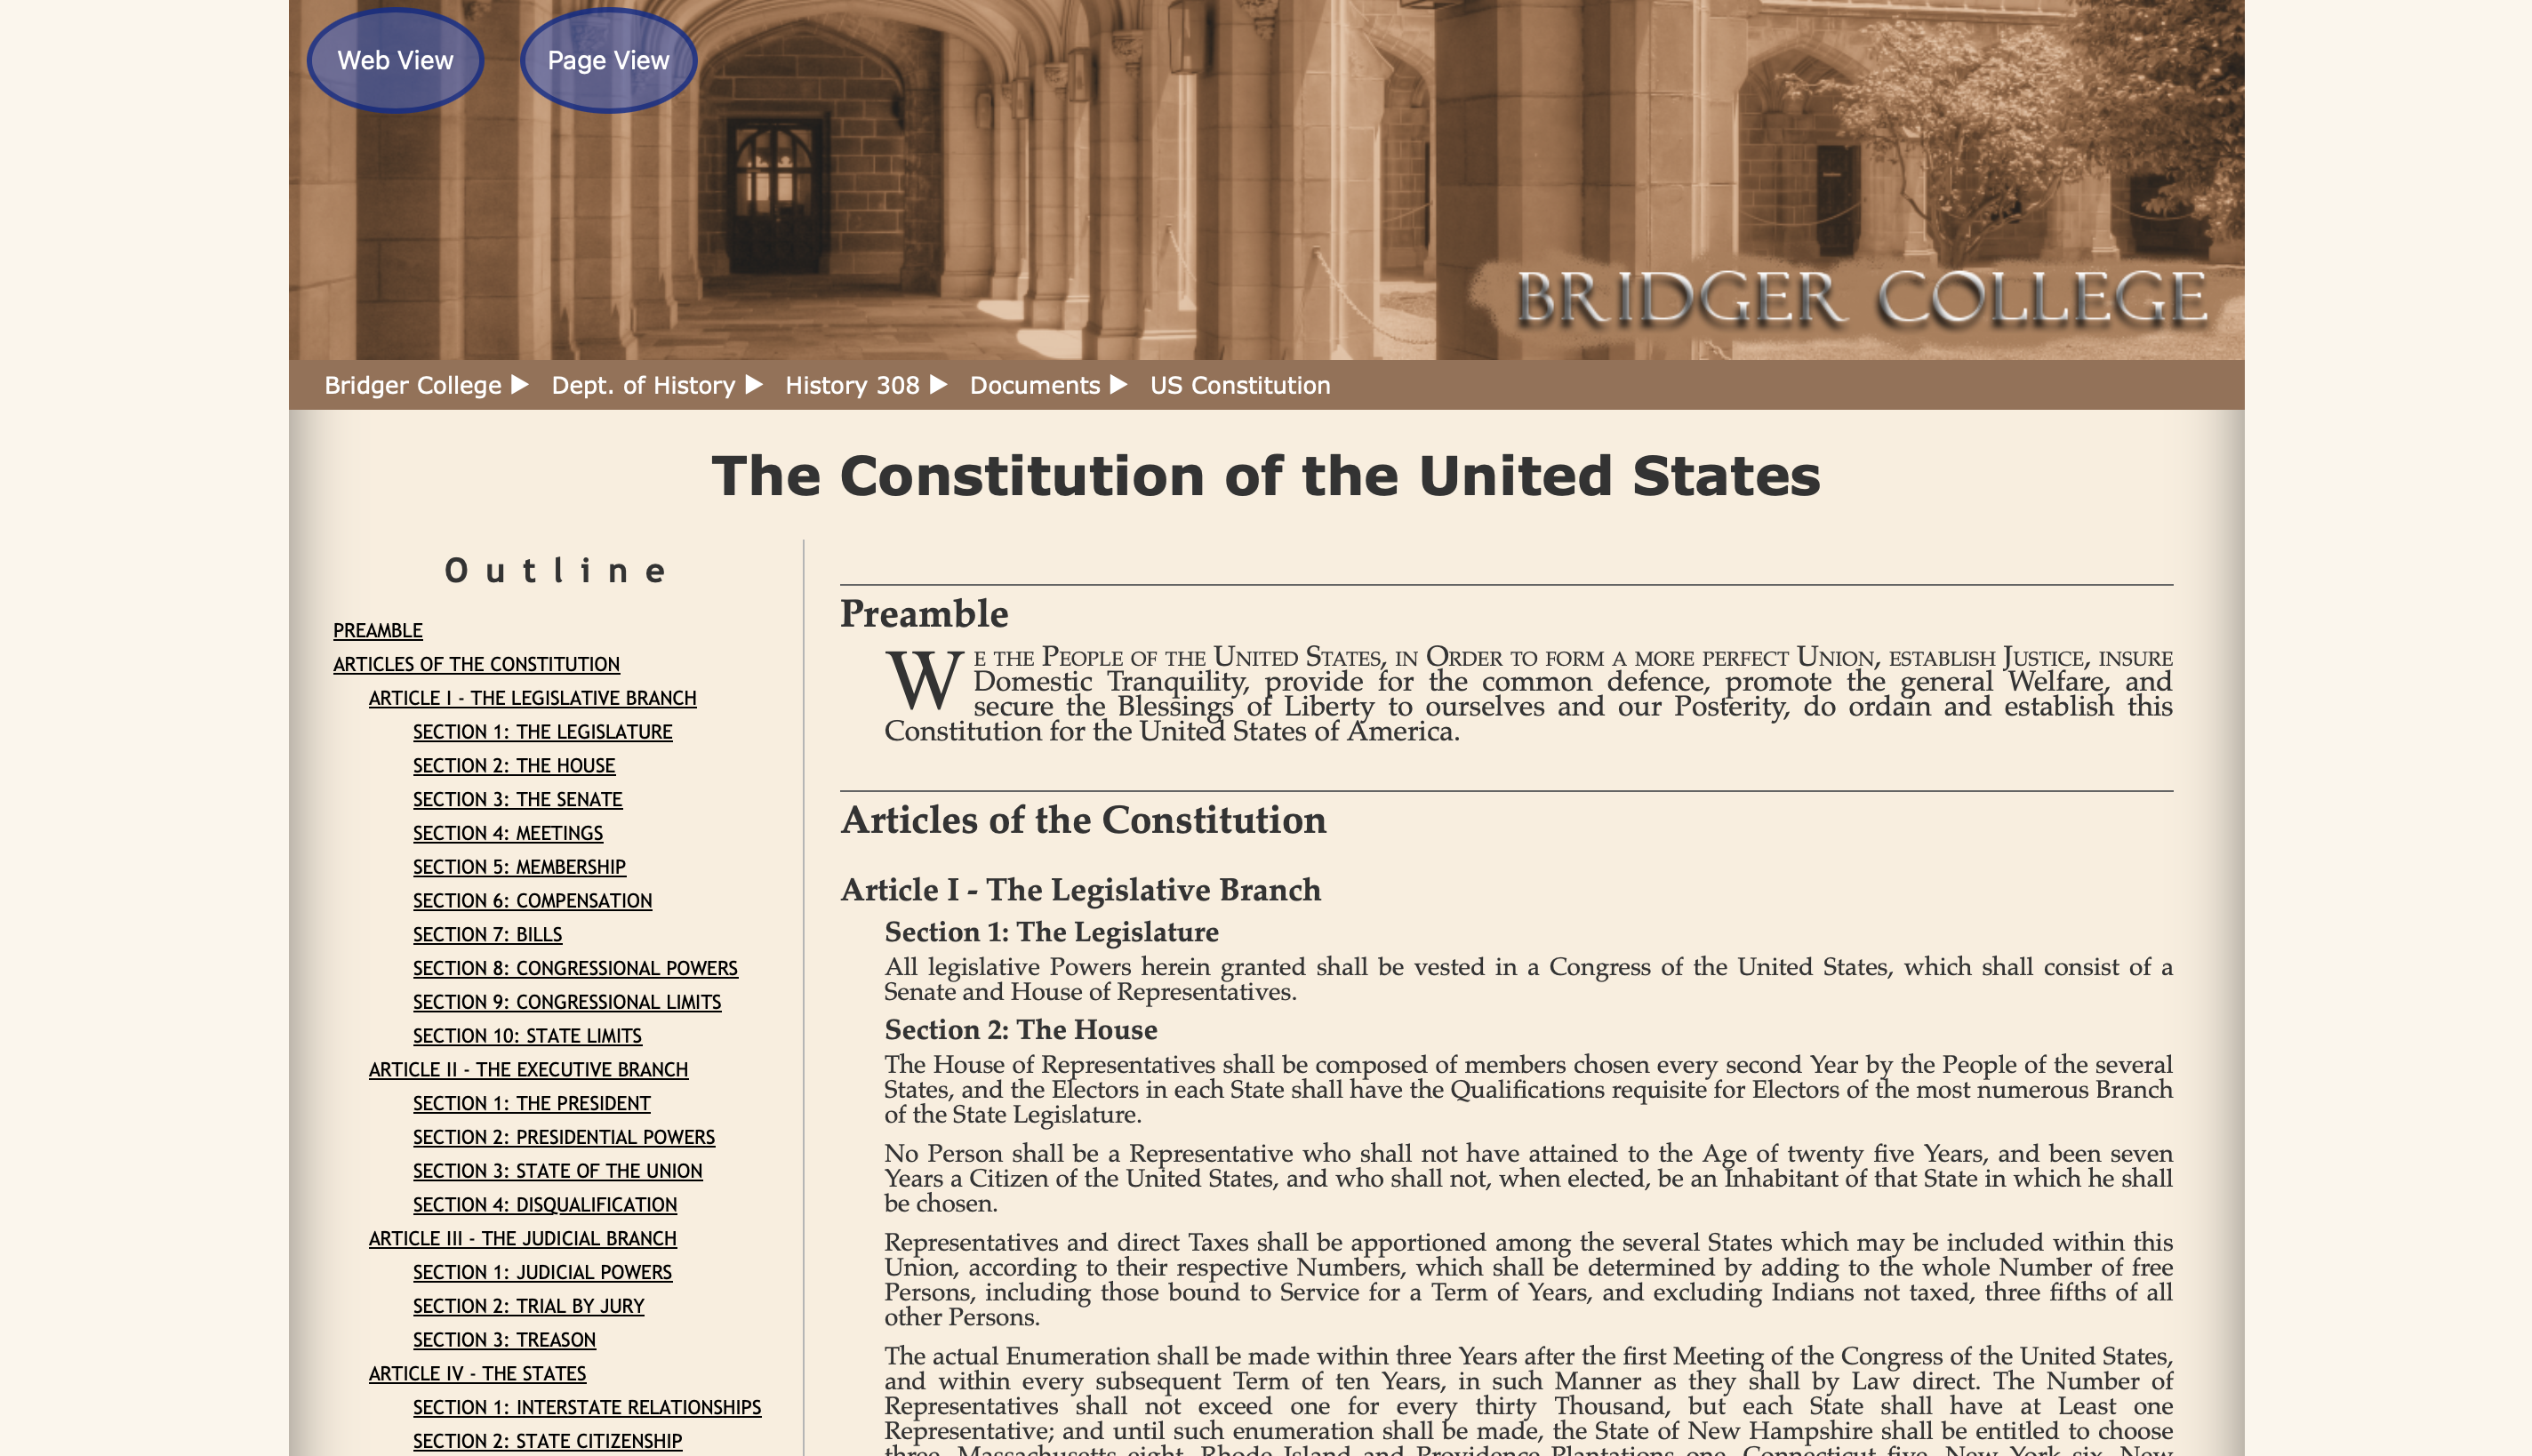 Web View
Page View
BRIDGER COLLEGE
Bridger College ▶ Dept. of History ▶ History 308 ▶ Documents ▶ US Constitution
The Constitution of the United States
Outline
PREAMBLE
ARTICLES OF THE CONSTITUTION
ARTICLE I - THE LEGISLATIVE BRANCH
SECTION 1: THE LEGISLATURE
SECTION 2: THE HOUSE
SECTION 3: THE SENATE
SECTION 4: MEETINGS
SECTION 5: MEMBERSHIP
SECTION 6: COMPENSATION
SECTION 7: BILLS
SECTION 8: CONGRESSIONAL POWERS
SECTION 9: CONGRESSIONAL LIMITS
SECTION 10: STATE LIMITS
ARTICLE II - THE EXECUTIVE BRANCH
SECTION 1: THE PRESIDENT
SECTION 2: PRESIDENTIAL POWERS
SECTION 3: STATE OF THE UNION
SECTION 4: DISQUALIFICATION
ARTICLE III - THE JUDICIAL BRANCH
SECTION 1: JUDICIAL POWERS
SECTION 2: TRIAL BY JURY
SECTION 3: TREASON
ARTICLE IV - THE STATES
SECTION 1: INTERSTATE RELATIONSHIPS
SECTION 2: STATE CITIZENSHIP
Preamble
WE THE PEOPLE OF THE UNITED STATES, IN ORDER TO FORM A MORE PERFECT UNION, ESTABLISH JUSTICE, INSURE
Domestic Tranquility, provide for the common defence, promote the general Welfare, and
secure the Blessings of Liberty to ourselves and our Posterity, do ordain and establish this
Constitution for the United States of America.
Articles of the Constitution
Article I - The Legislative Branch
Section 1: The Legislature
All legislative Powers herein granted shall be vested in a Congress of the United States, which shall consist of a
Senate and House of Representatives.
Section 2: The House
The House of Representatives shall be composed of members chosen every second Year by the People of the several
States, and the Electors in each State shall have the Qualifications requisite for Electors of the most numerous Branch
of the State Legislature.
No Person shall be a Representative who shall not have attained to the Age of twenty five Years, and been seven
Years a Citizen of the United States, and who shall not, when elected, be an Inhabitant of that State in which he shall
be chosen.
Representatives and direct Taxes shall be apportioned among the several States which may be included within this
Union, according to their respective Numbers, which shall be determined by adding to the whole Number of free
Persons, including those bound to Service for a Term of Years, and excluding Indians not taxed, three fifths of all
other Persons.
The actual Enumeration shall be made within three Years after the first Meeting of the Congress of the United States,
and within every subsequent Term of ten Years, in such Manner as they shall by Law direct. The Number of
Representatives shall not exceed one for every thirty Thousand, but each State shall have at Least one
Representative; and until such enumeration shall be made, the State of New Hampshire shall be entitled to choose
three, Massachusetts eight, Rhode Island and Providence Plantations one, Connecticut five, New York six, New